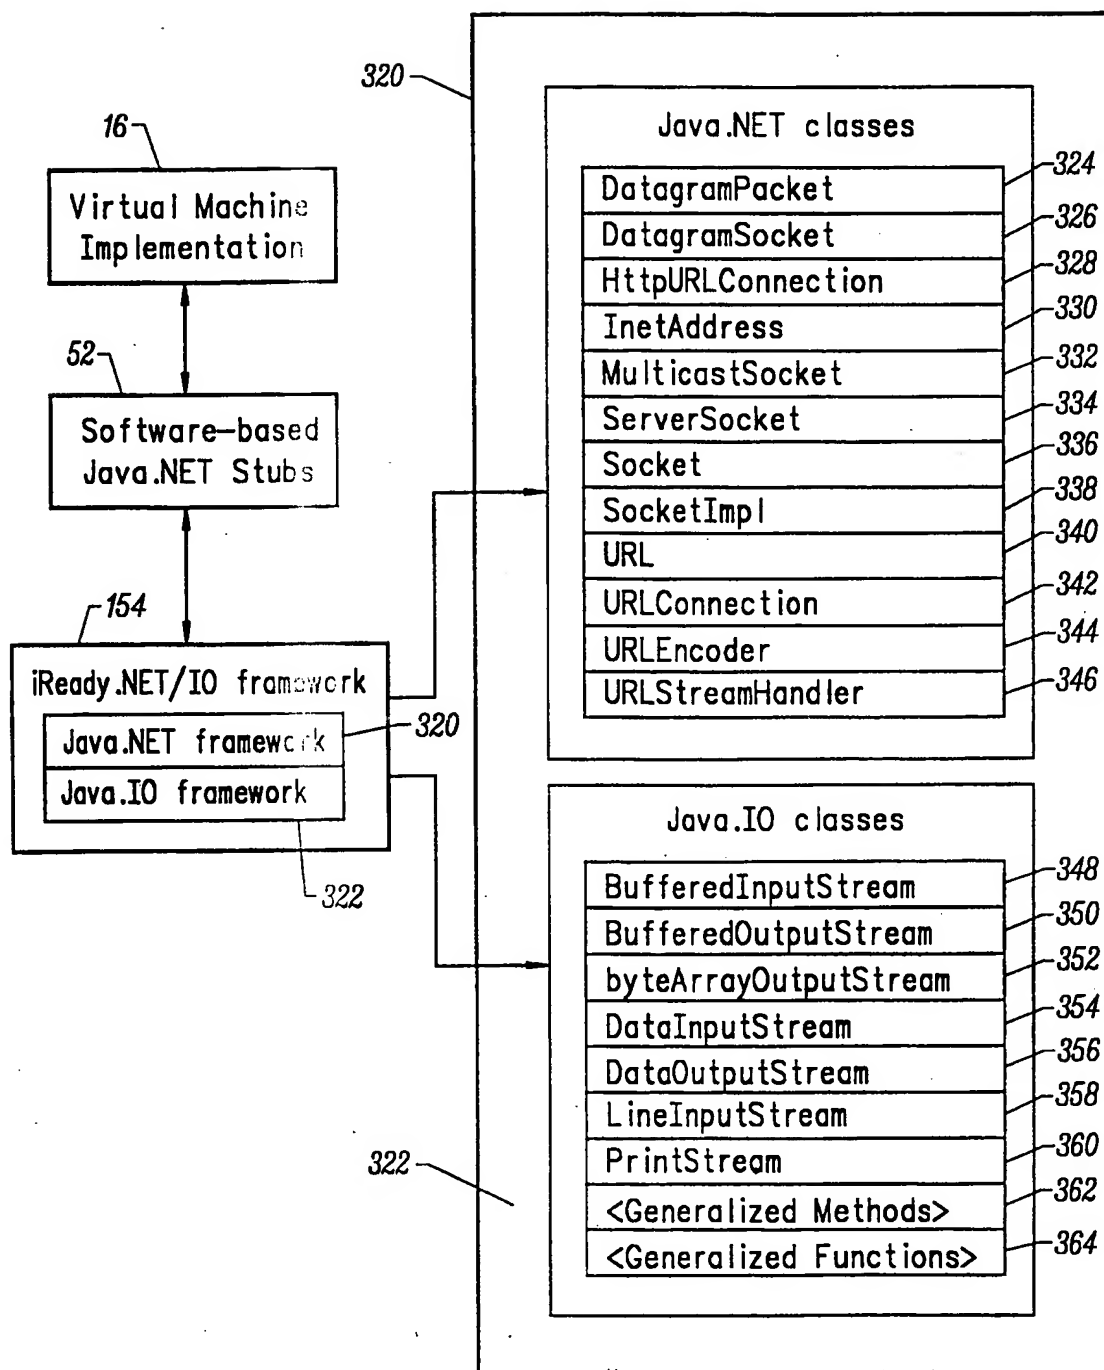 16
Virtual Machine
Implementation
52
Software-based
Java.NET Stubs
154
iReady.NET/IO framework
Java.NET framework
320
Java.IO framework
322
320
Java.NET classes
DatagramPacket
324
DatagramSocket
326
HttpURLConnection
328
InetAddress
330
MulticastSocket
332
ServerSocket
334
Socket
336
SocketImpl
338
URL
340
URLConnection
342
URLEncoder
344
URLStreamHandler
346
Java.IO classes
BufferedInputStream
348
BufferedOutputStream
350
byteArrayOutputStream
352
DataInputStream
354
DataOutputStream
356
LineInputStream
358
PrintStream
360
<Generalized Methods>
362
<Generalized Functions>
364
322